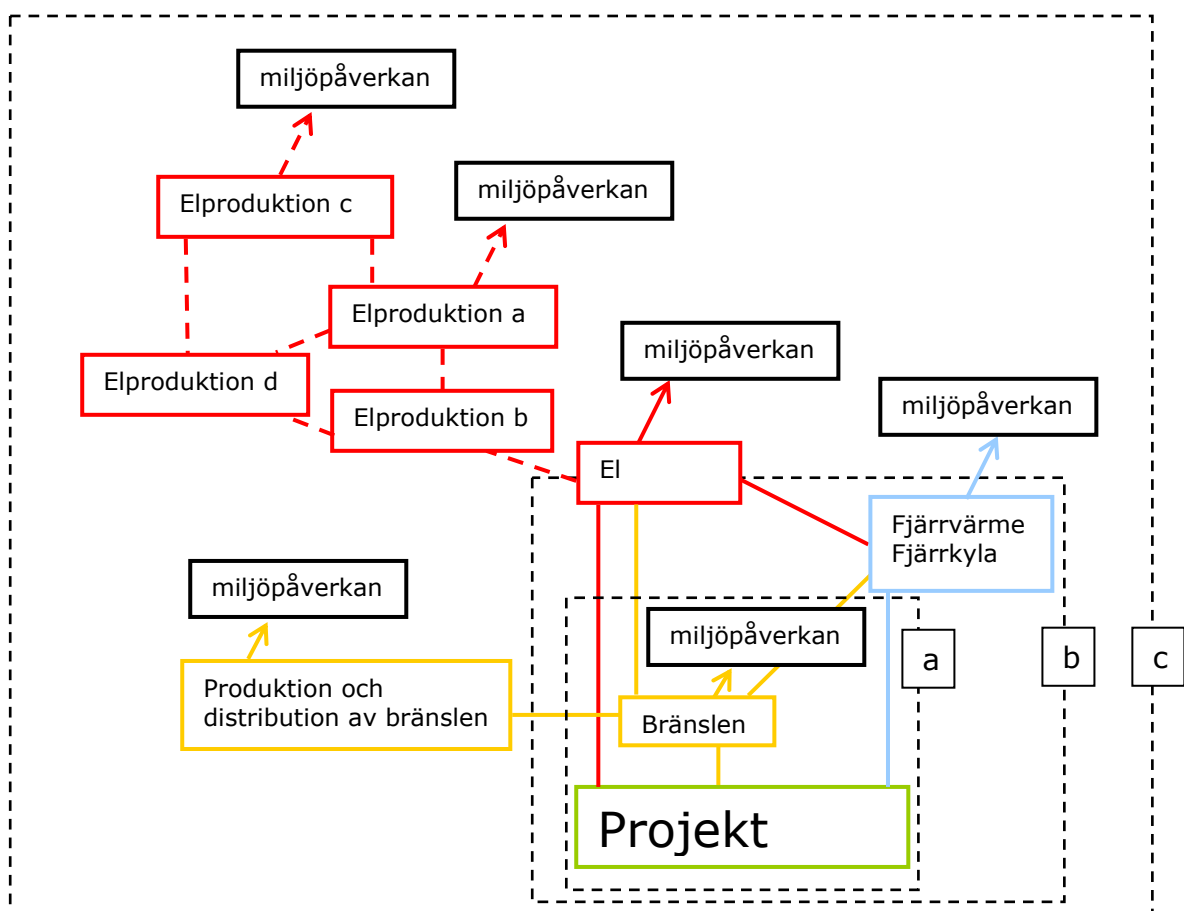 miljöpåverkan
Elproduktion c
miljöpåverkan
Elproduktion a
Elproduktion d
Elproduktion b
miljöpåverkan
miljöpåverkan
El
Fjärrvärme
Fjärrkyla
miljöpåverkan
miljöpåverkan
a
b
c
Produktion och
distribution av bränslen
Bränslen
Projekt